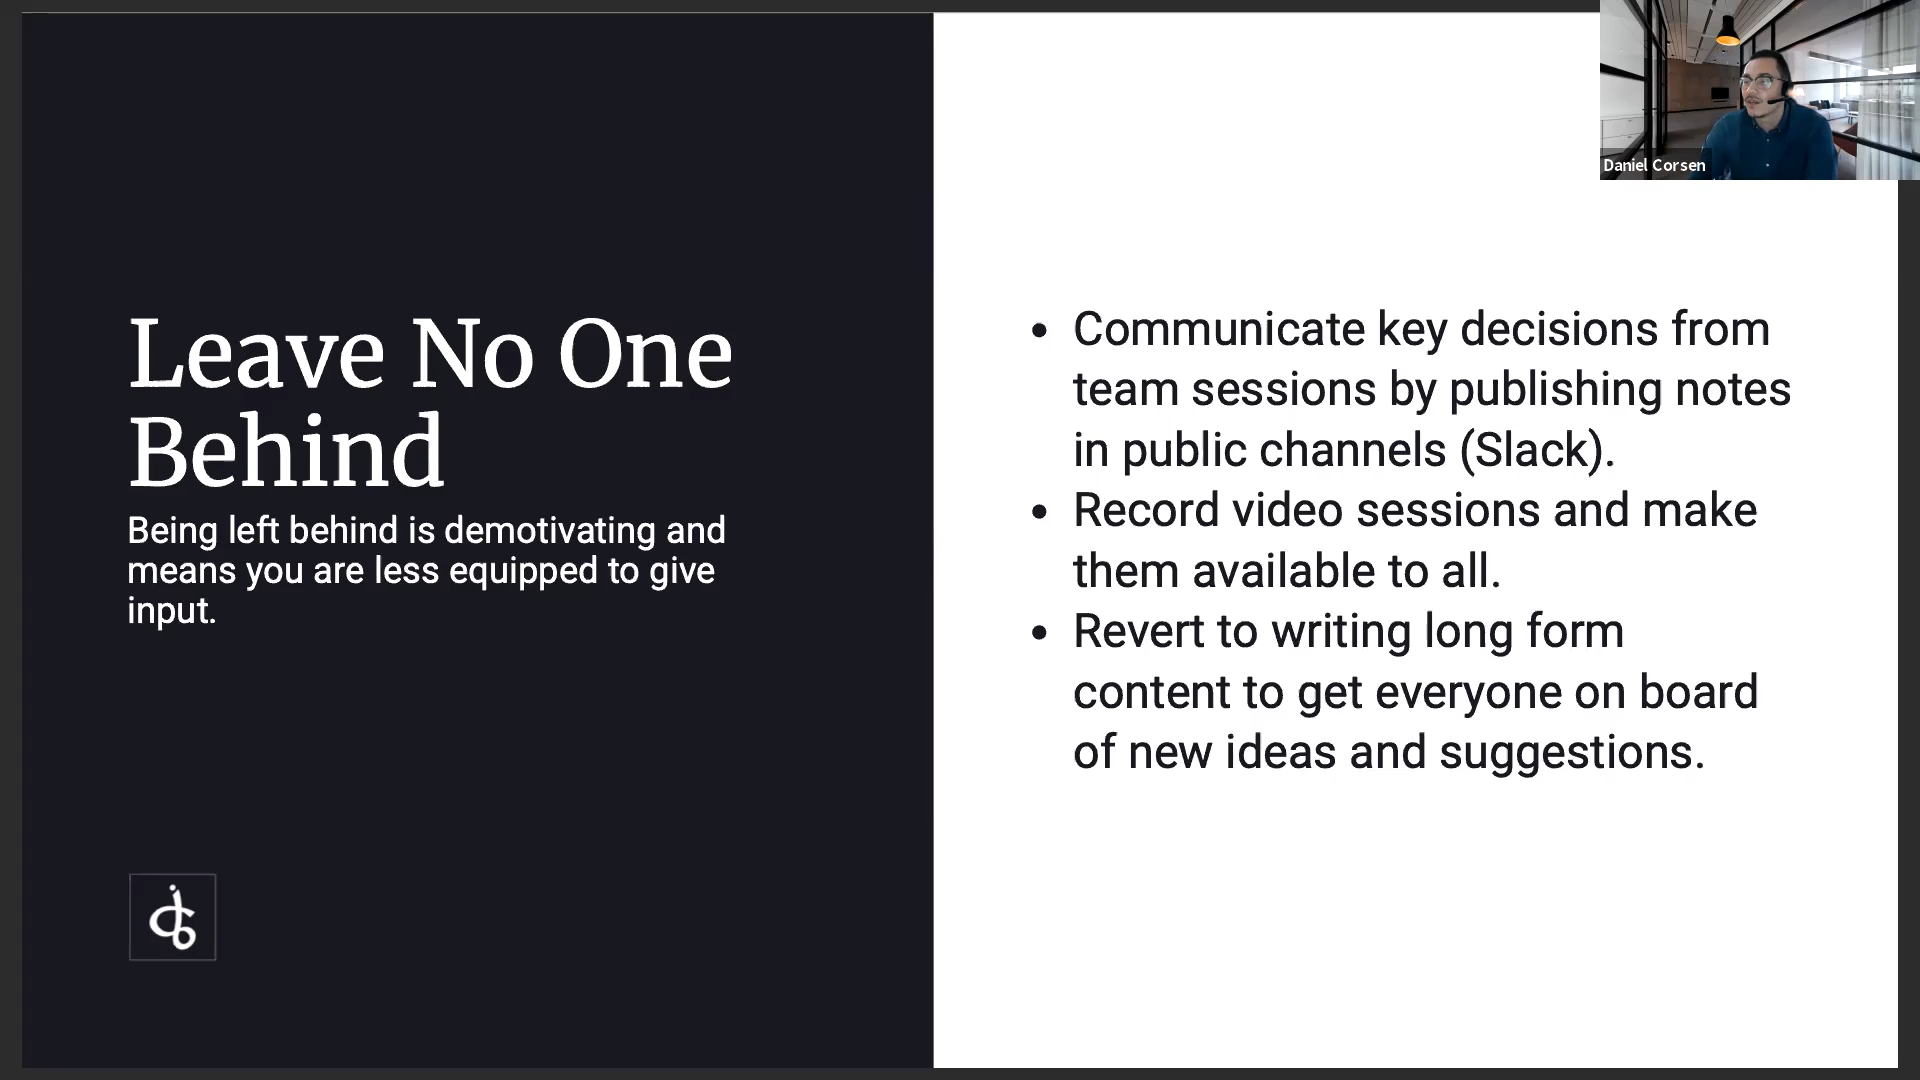 Leave No One
Behind
Being left behind is demotivating and
means you are less equipped to give
input.
• Communicate key decisions from
team sessions by publishing notes
in public channels (Slack).
• Record video sessions and make
them available to all.
• Revert to writing long form
content to get everyone on board
of new ideas and suggestions.
Daniel Corsen